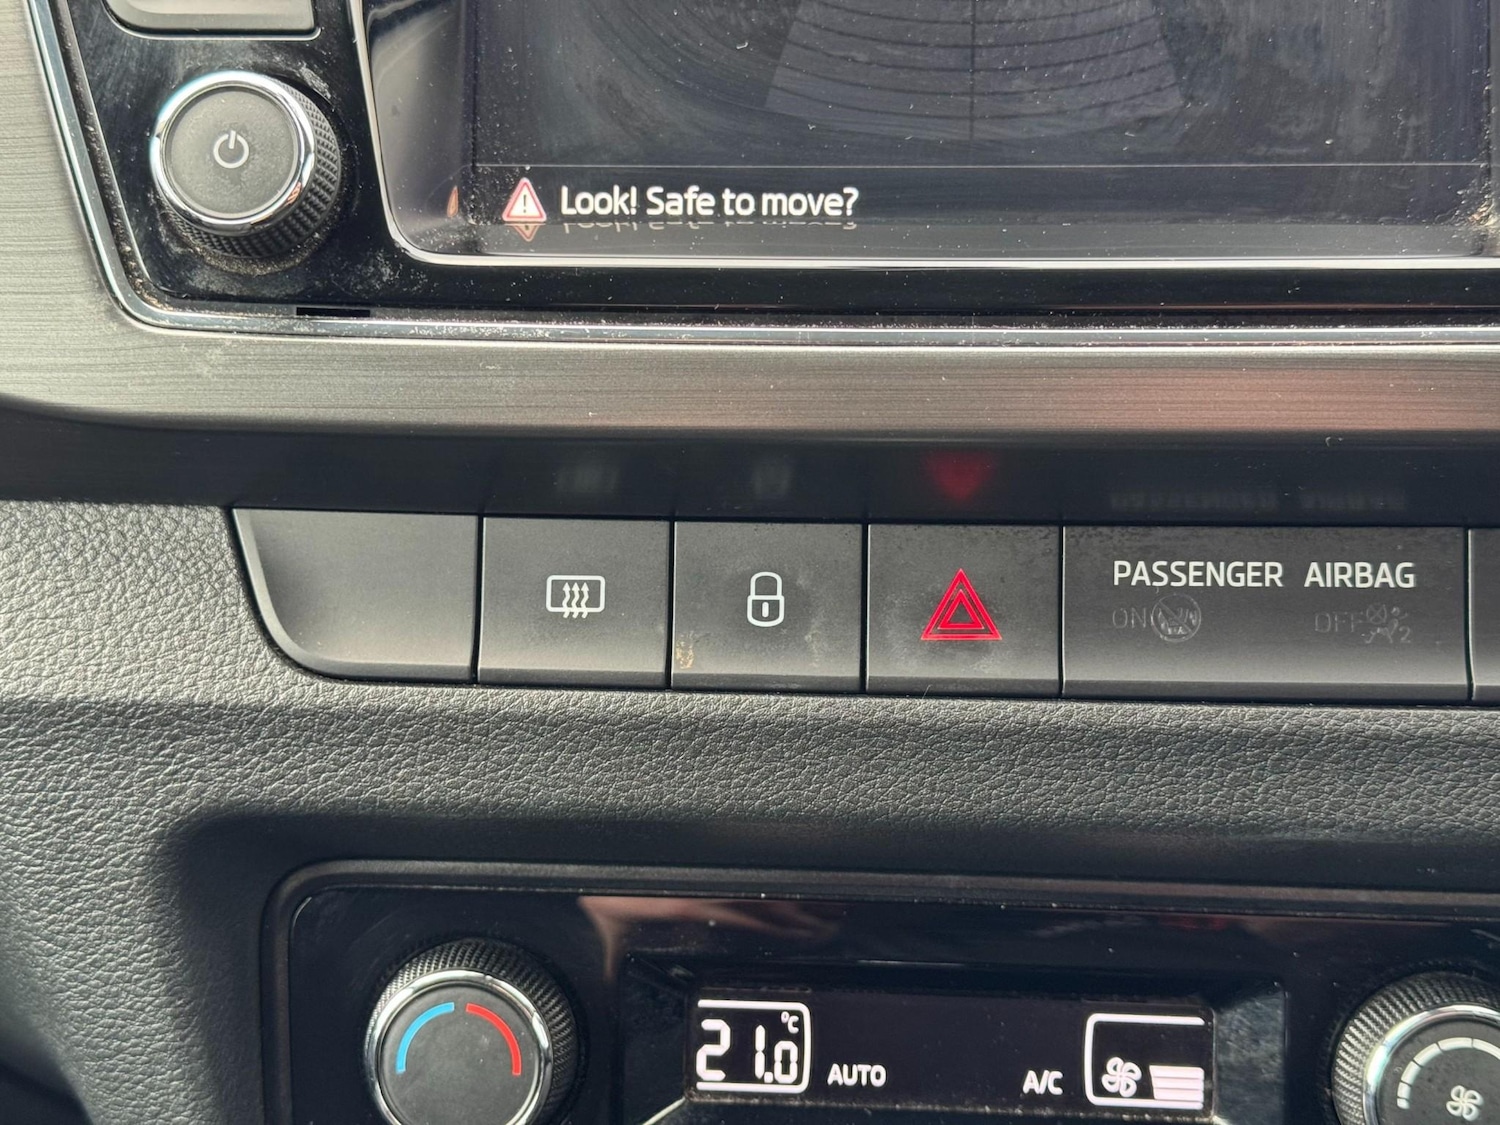 Look! Safe to move?
PASSENGER AIRBAG
ON OFF
21.0 °C AUTO A/C